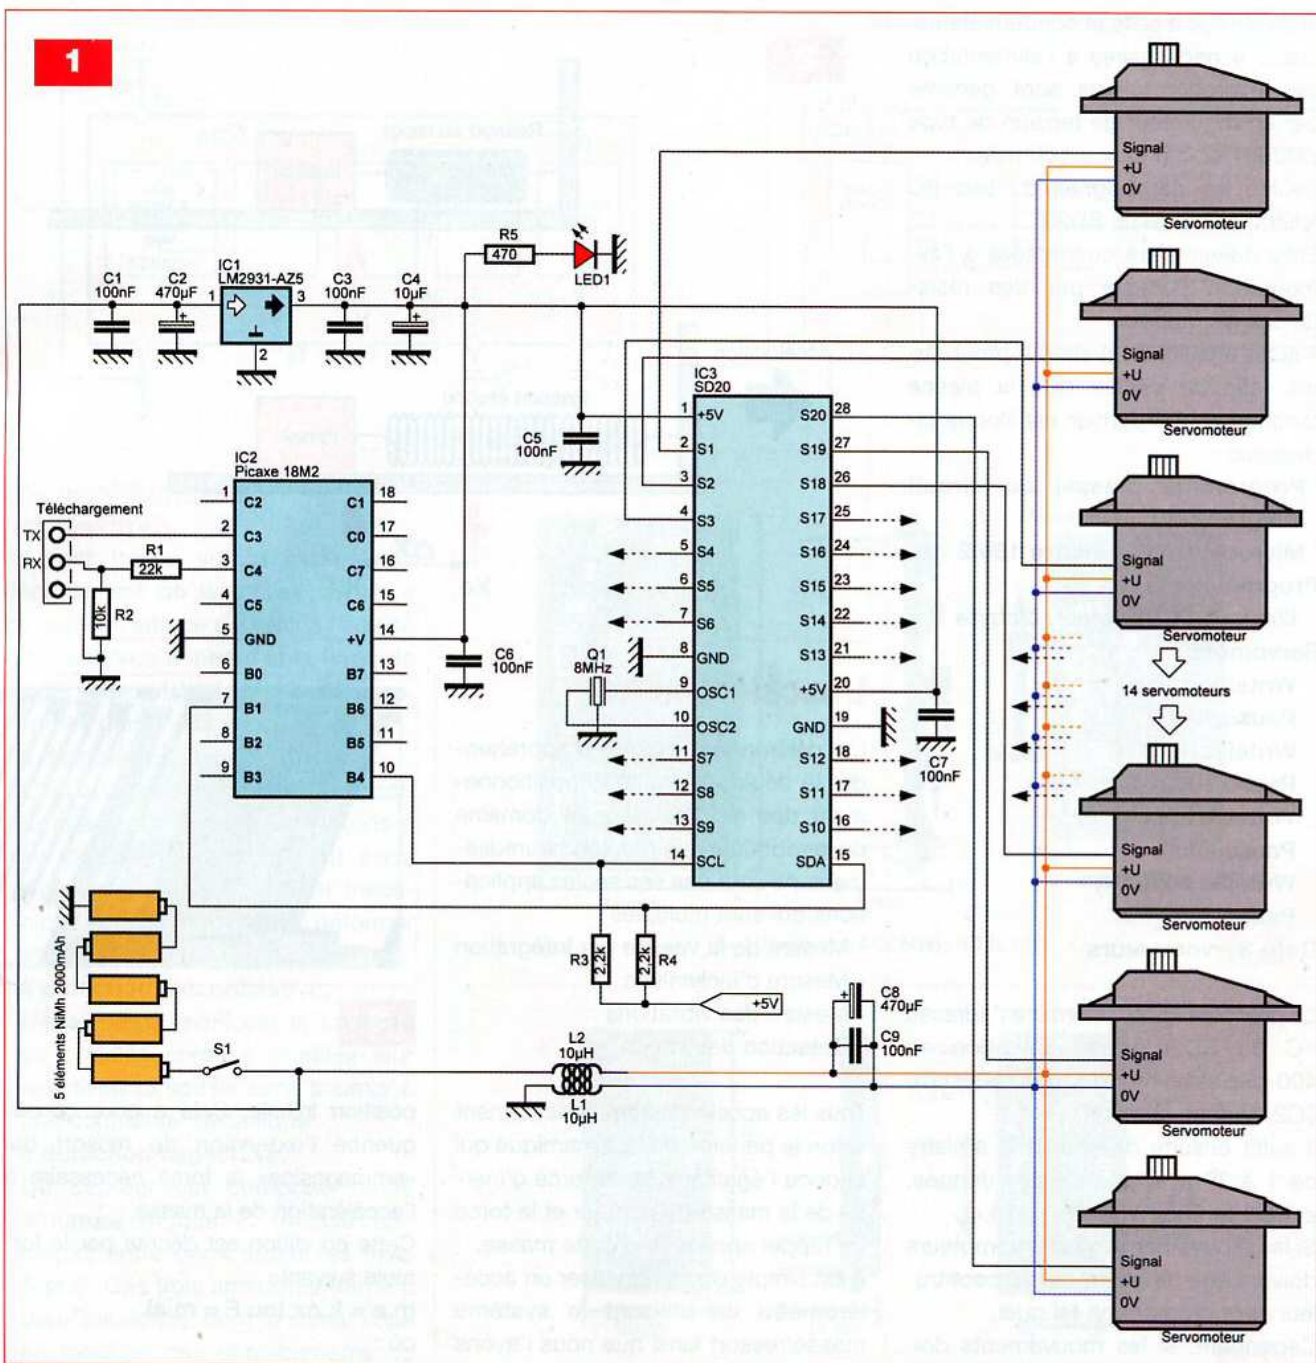 1
Signal
+U
0V
Servomoteur
Signal
+U
0V
Servomoteur
Signal
+U
0V
Servomoteur
14 servomoteurs
Signal
+U
0V
Servomoteur
Signal
+U
0V
Servomoteur
Signal
+U
0V
Servomoteur
C1
100nF
C2
470µF
+
IC1
LM2931-AZ5
1
3
2
C3
100nF
C4
10µF
+
R5
470
LED1
C5
100nF
IC3
SD20
1 +5V
2 S1
3 S2
4 S3
5 S4
6 S5
7 S6
8 GND
9 OSC1
10 OSC2
11 S7
12 S8
13 S9
14 SCL
S20 28
S19 27
S18 26
S17 25
S16 24
S15 23
S14 22
S13 21
+5V 20
GND 19
S12 18
S11 17
S10 16
SDA 15
Q1
8MHz
C7
100nF
IC2
Picaxe 18M2
1 C2
2 C3
3 C4
4 C5
5 GND
6 B0
7 B1
8 B2
9 B3
C1 18
C0 17
C7 16
C6 15
+V 14
B7 13
B6 12
B5 11
B4 10
C6
100nF
Téléchargement
TX
RX
R1
22k
10k
R2
5 éléments NiMh 2000mAh
S1
R3
2,2k
2,2k
R4
+5V
L2
10µH
L1
10µH
+
C8
470µF
C9
100nF